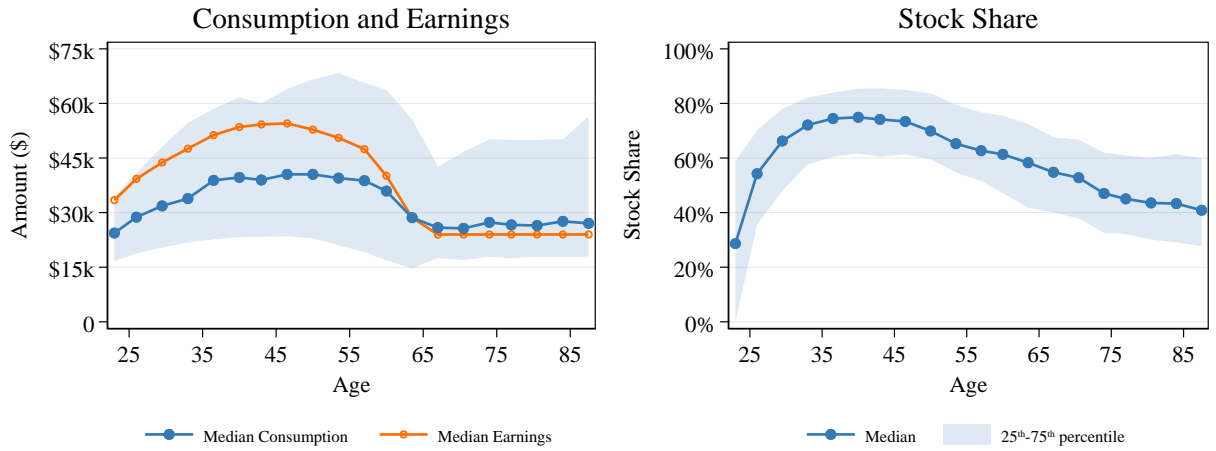 Consumption and Earnings
Amount ($)
$75k
$60k
$45k
$30k
$15k
0
25 35 45 55 65 75 85
Age
Median Consumption Median Earnings
Stock Share
Stock Share
100%
80%
60%
40%
20%
0%
25 35 45 55 65 75 85
Age
Median 25th-75th percentile